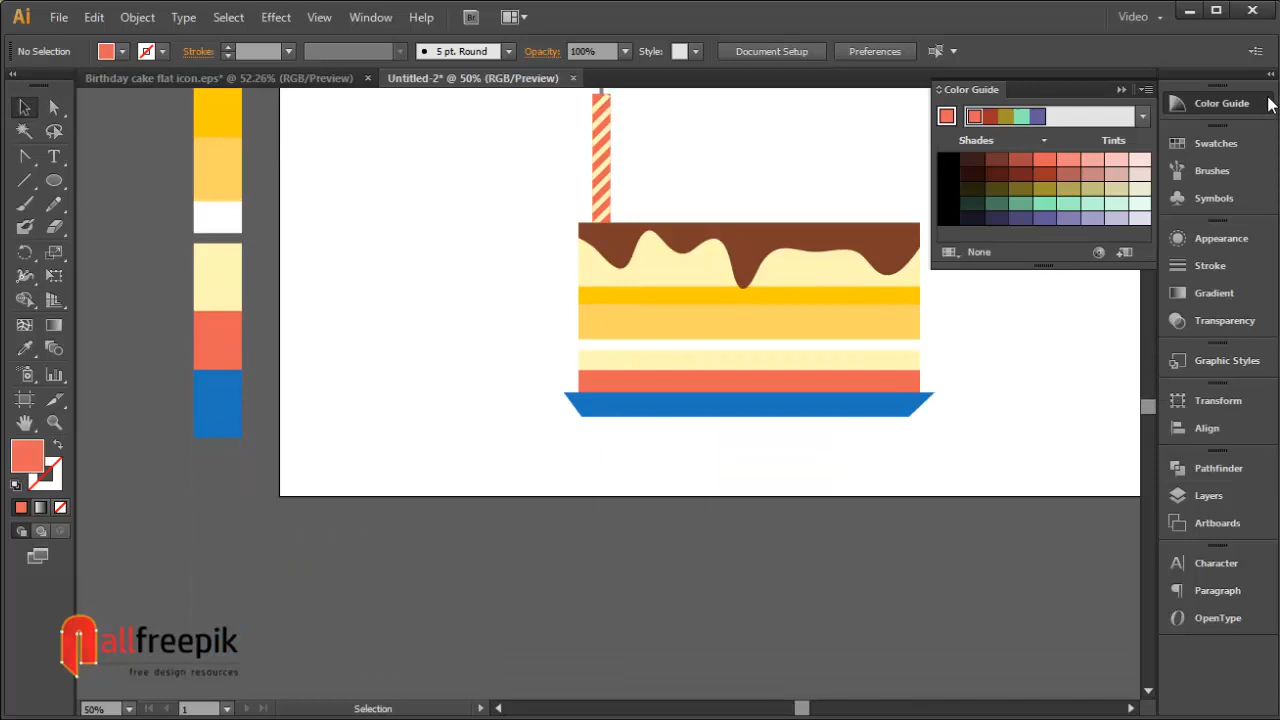 Ai File Edit Object Type Select Effect View Window Help Br Video
No Selection Stroke: 5 pt. Round Opacity: 100% Style: Document Setup Preferences
Birthday cake flat icon.eps* @ 52.26% (RGB/Preview) Untitled-2* @ 50% (RGB/Preview)
Color Guide
Shades Tints
None
Color Guide
Swatches
Brushes
Symbols
Appearance
Stroke
Gradient
Transparency
Graphic Styles
Transform
Align
Pathfinder
Layers
Artboards
Character
Paragraph
OpenType
allfreepik
free design resources
50% 1 Selection